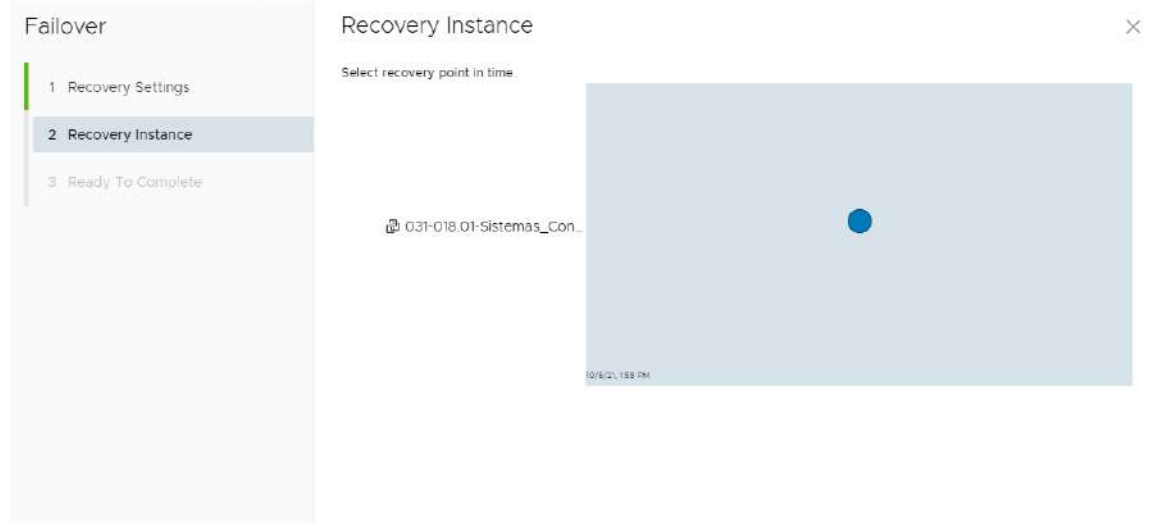 Failover
1 Recovery Settings
2 Recovery Instance
3 Ready To Complete
Recovery Instance
Select recovery point in time
031-018.01-Sistemas_Con...
10/6/21, 1:58 PM